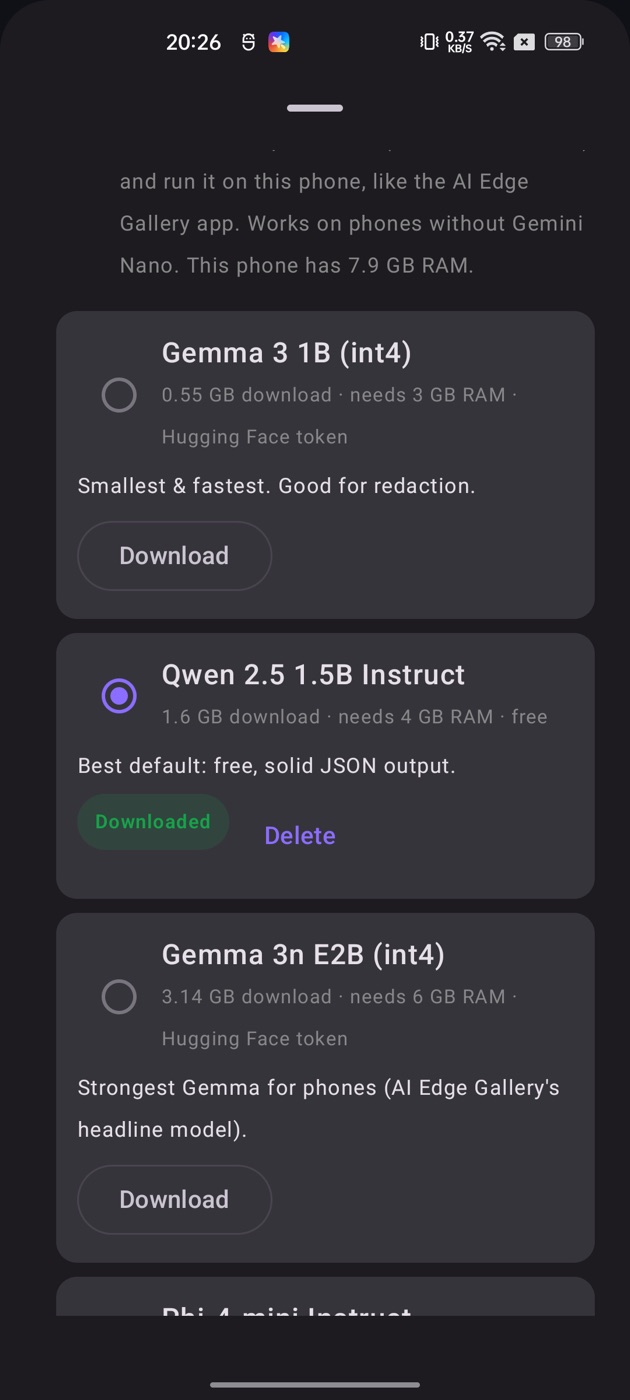 20:26
0.37
KB/S
98
and run it on this phone, like the AI Edge
Gallery app. Works on phones without Gemini
Nano. This phone has 7.9 GB RAM.
Gemma 3 1B (int4)
0.55 GB download · needs 3 GB RAM ·
Hugging Face token
Smallest & fastest. Good for redaction.
Download
Qwen 2.5 1.5B Instruct
1.6 GB download · needs 4 GB RAM · free
Best default: free, solid JSON output.
Downloaded
Delete
Gemma 3n E2B (int4)
3.14 GB download · needs 6 GB RAM ·
Hugging Face token
Strongest Gemma for phones (AI Edge Gallery's
headline model).
Download
Phi-4-mini Instruct